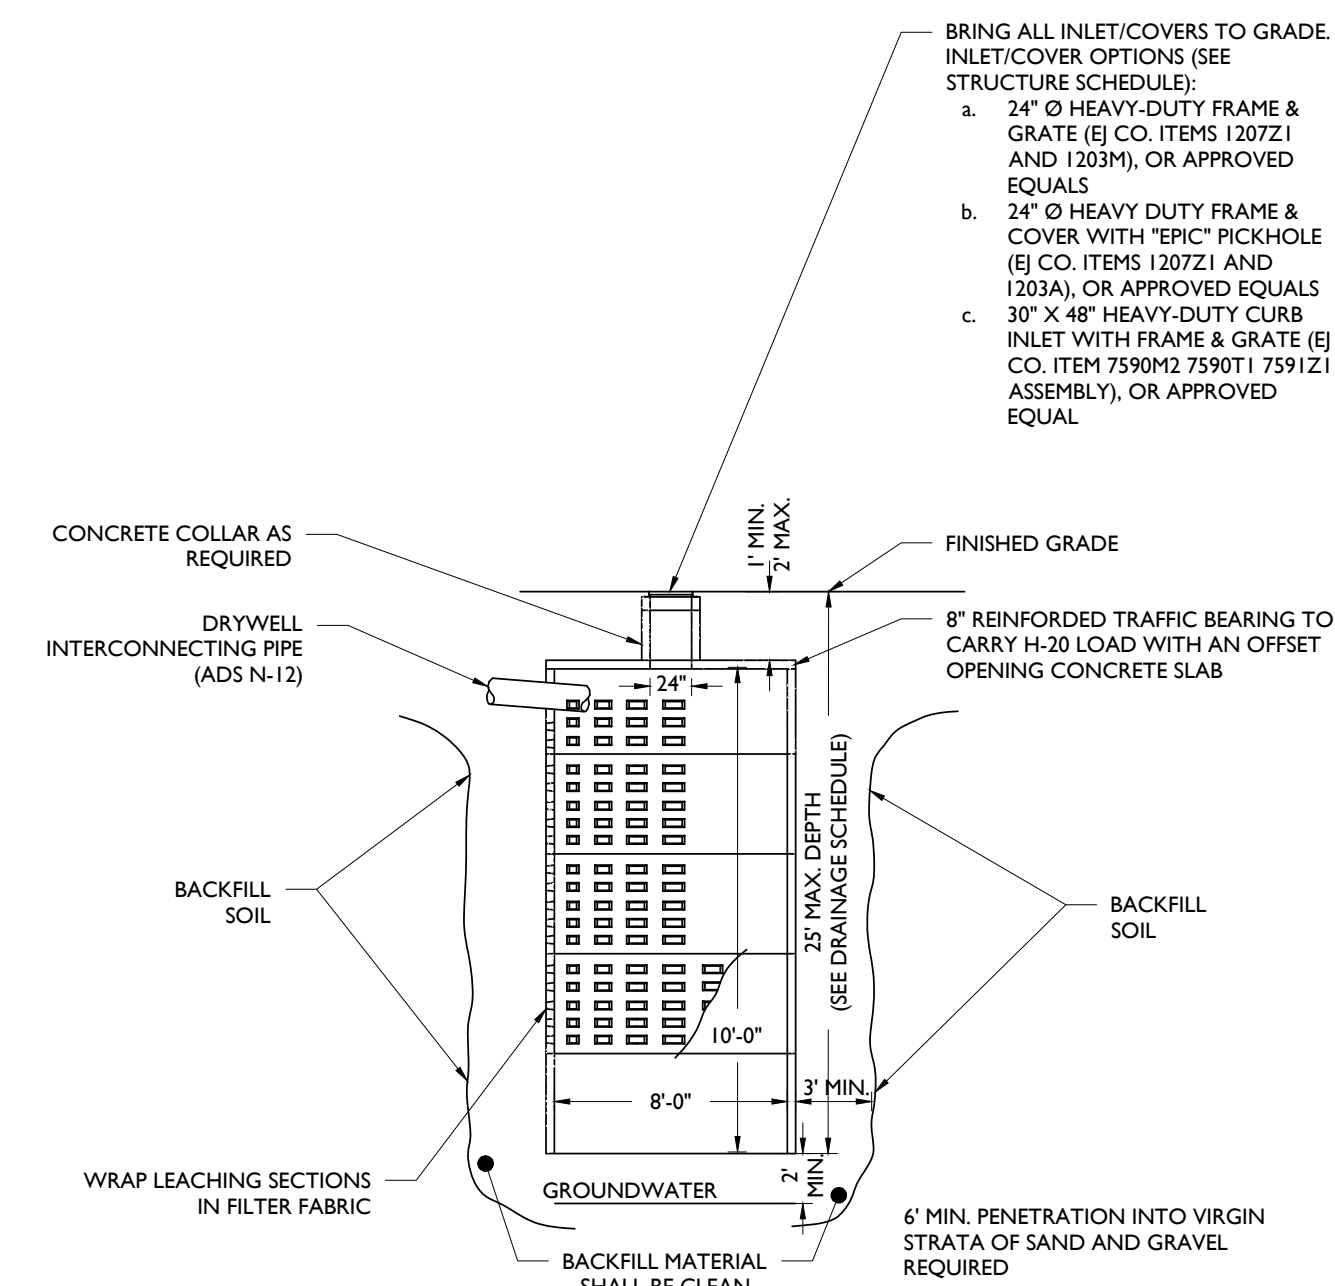 BRING ALL INLET/COVERS TO GRADE.
INLET/COVER OPTIONS (SEE
STRUCTURE SCHEDULE):
a. 24" Ø HEAVY-DUTY FRAME &
GRATE (EJ CO. ITEMS 1207Z1
AND 1203M), OR APPROVED
EQUALS
b. 24" Ø HEAVY DUTY FRAME &
COVER WITH "EPIC" PICKHOLE
(EJ CO. ITEMS 1207Z1 AND
1203A), OR APPROVED EQUALS
c. 30" X 48" HEAVY-DUTY CURB
INLET WITH FRAME & GRATE (EJ
CO. ITEM 7590M2 7590T1 7591Z1
ASSEMBLY), OR APPROVED
EQUAL
1' MIN.
2' MAX.
CONCRETE COLLAR AS
REQUIRED
FINISHED GRADE
DRYWELL
INTERCONNECTING PIPE
(ADS N-12)
8" REINFORDED TRAFFIC BEARING TO
CARRY H-20 LOAD WITH AN OFFSET
OPENING CONCRETE SLAB
24"
25' MAX. DEPTH
(SEE DRAINAGE SCHEDULE)
BACKFILL
SOIL
BACKFILL
SOIL
10'-0"
8'-0"
3' MIN.
2'
MIN.
WRAP LEACHING SECTIONS
IN FILTER FABRIC
GROUNDWATER
6' MIN. PENETRATION INTO VIRGIN
STRATA OF SAND AND GRAVEL
REQUIRED
BACKFILL MATERIAL
SHALL BE CLEAN